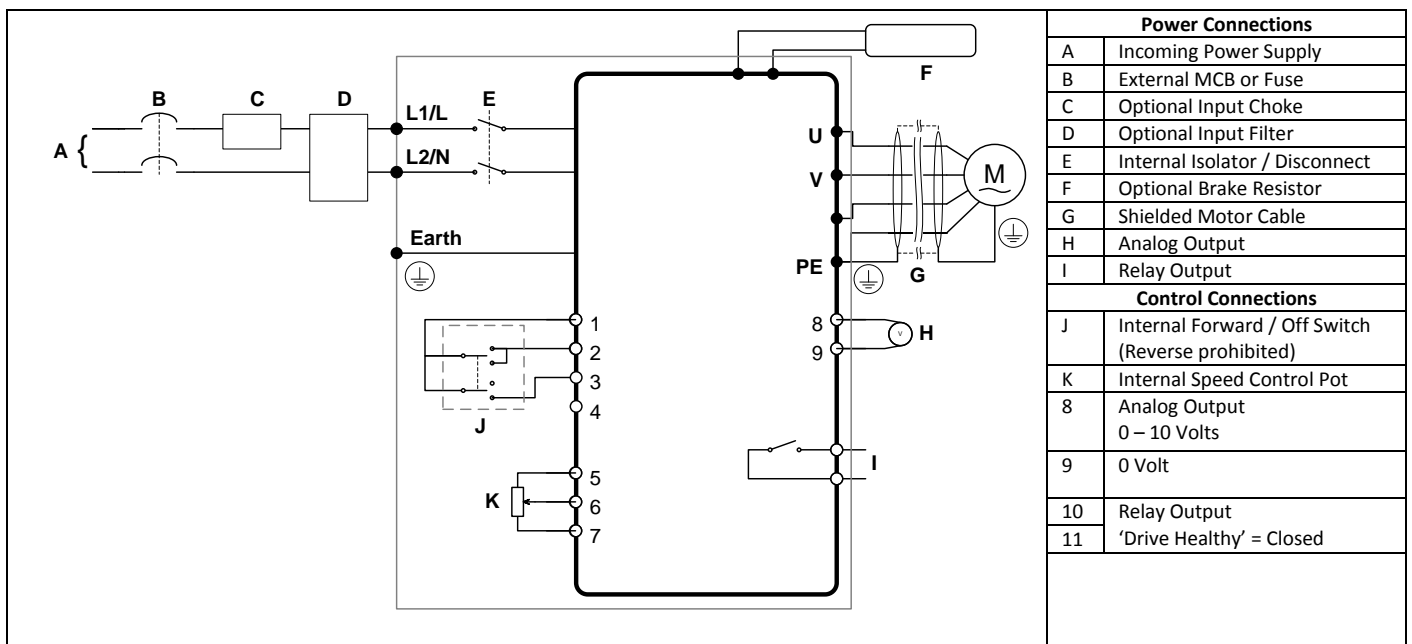 F
B C D L1/L E
A {
L2/N
U
V
M
Earth
PE
G
1
2
3
4
J
8
9
H
V
5
6
7
K
I
Power Connections
A Incoming Power Supply
B External MCB or Fuse
C Optional Input Choke
D Optional Input Filter
E Internal Isolator / Disconnect
F Optional Brake Resistor
G Shielded Motor Cable
H Analog Output
I Relay Output
Control Connections
J Internal Forward / Off Switch
(Reverse prohibited)
K Internal Speed Control Pot
8 Analog Output
0 – 10 Volts
9 0 Volt
10 Relay Output
11 ‘Drive Healthy’ = Closed